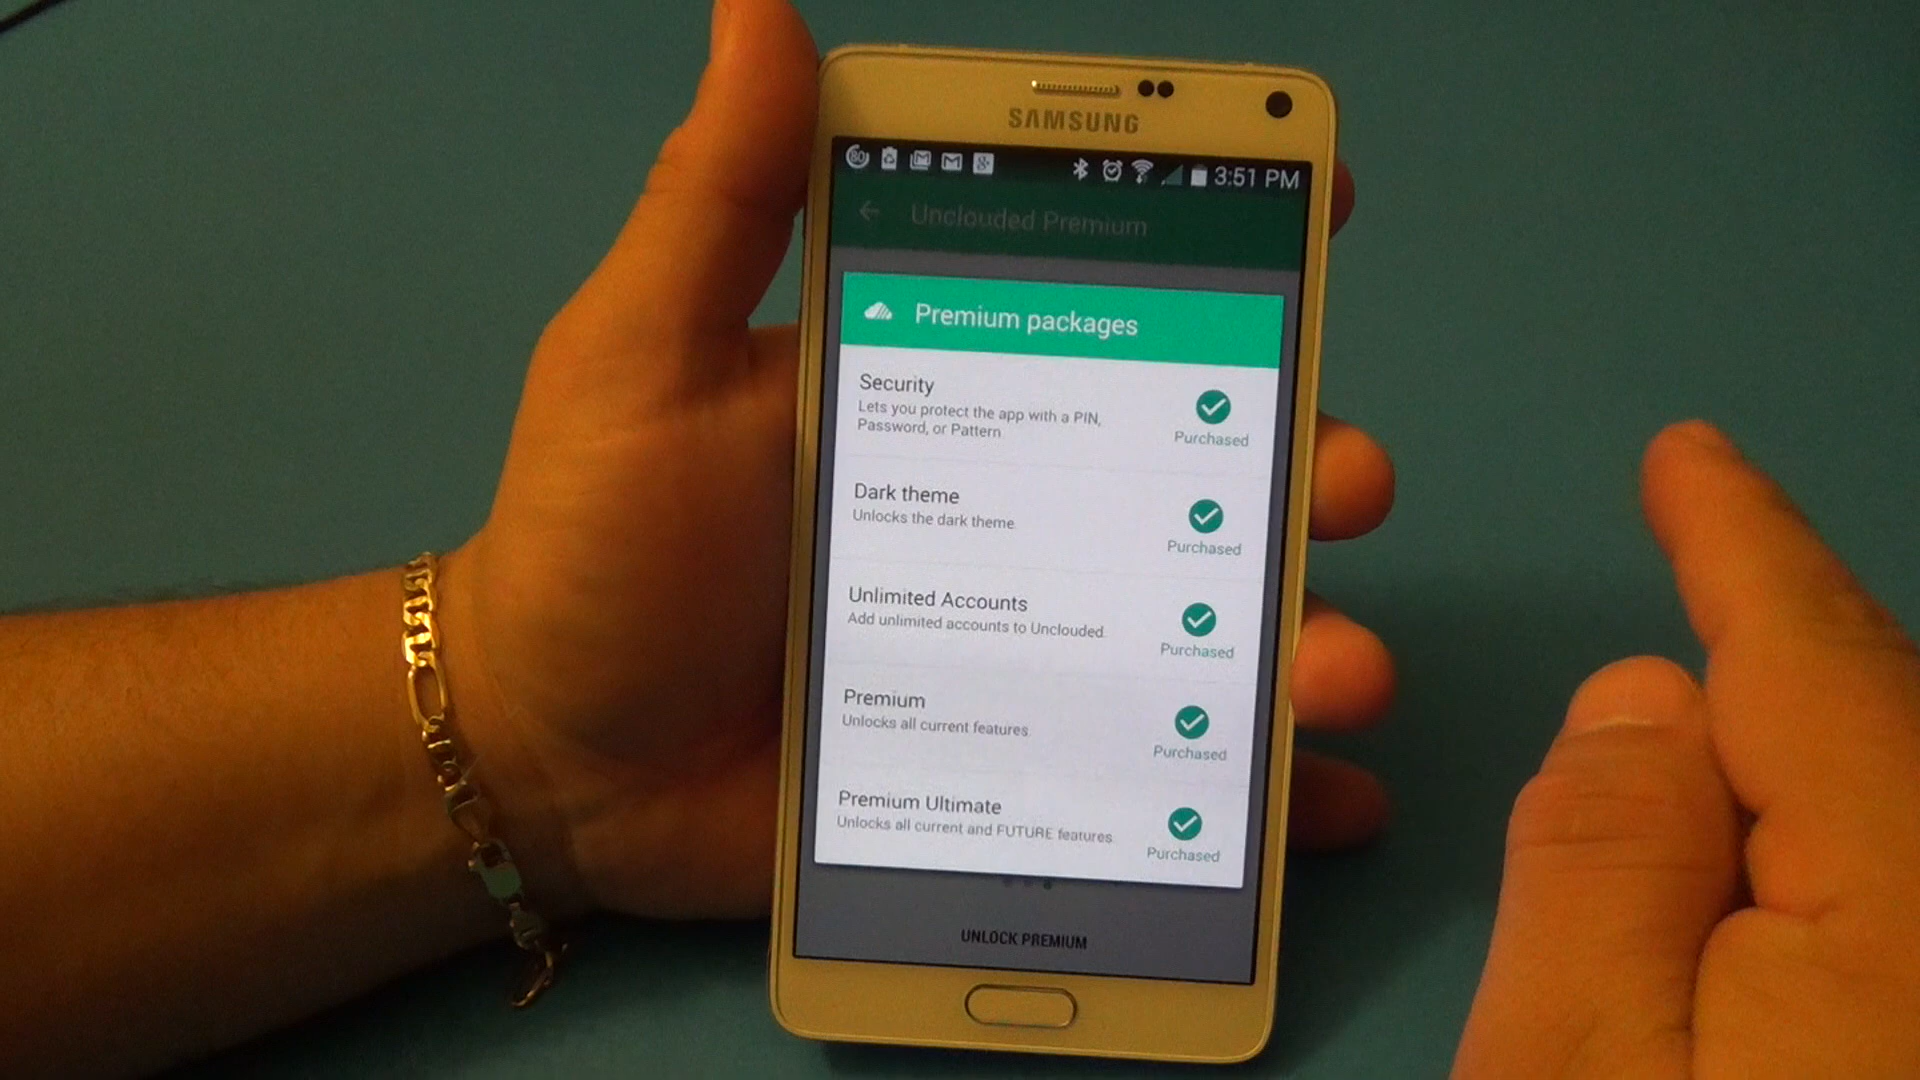 SAMSUNG
80
3:51 PM
Unclouded Premium
Premium packages
Security
Lets you protect the app with a PIN,
Password, or Pattern
Purchased
Dark theme
Unlocks the dark theme
Purchased
Unlimited Accounts
Add unlimited accounts to Unclouded.
Purchased
Premium
Unlocks all current features.
Purchased
Premium Ultimate
Unlocks all current and FUTURE features
Purchased
UNLOCK PREMIUM